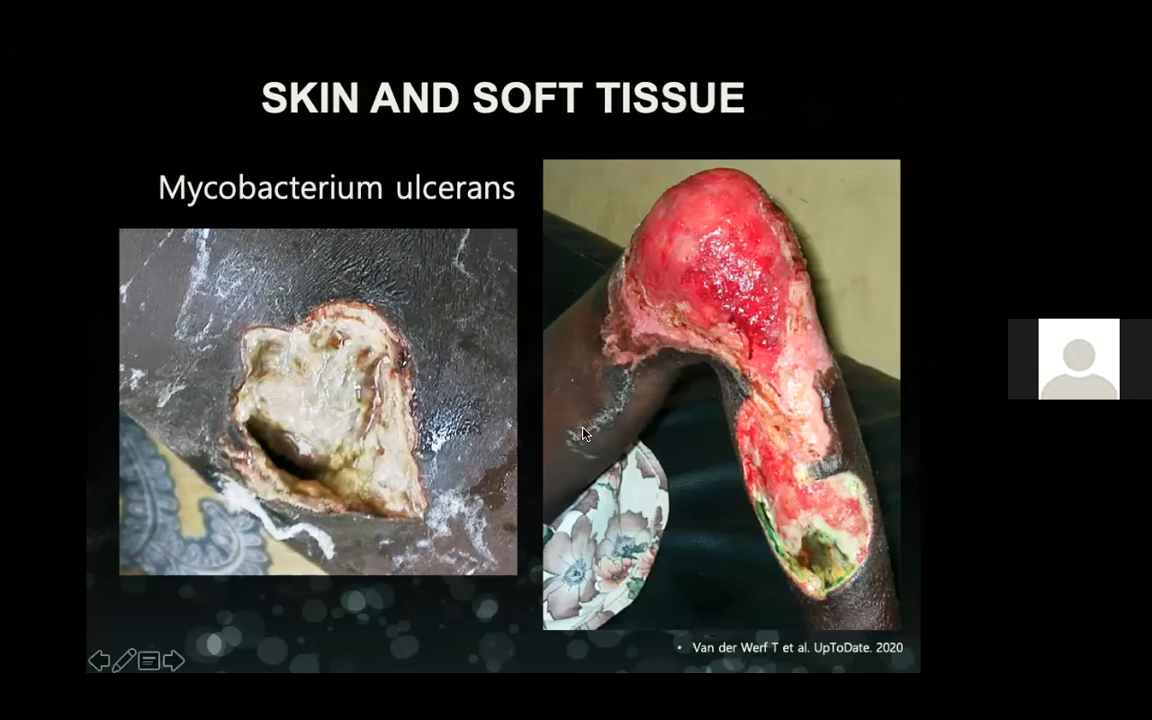 SKIN AND SOFT TISSUE
Mycobacterium ulcerans
• Van der Werf T et al. UpToDate. 2020